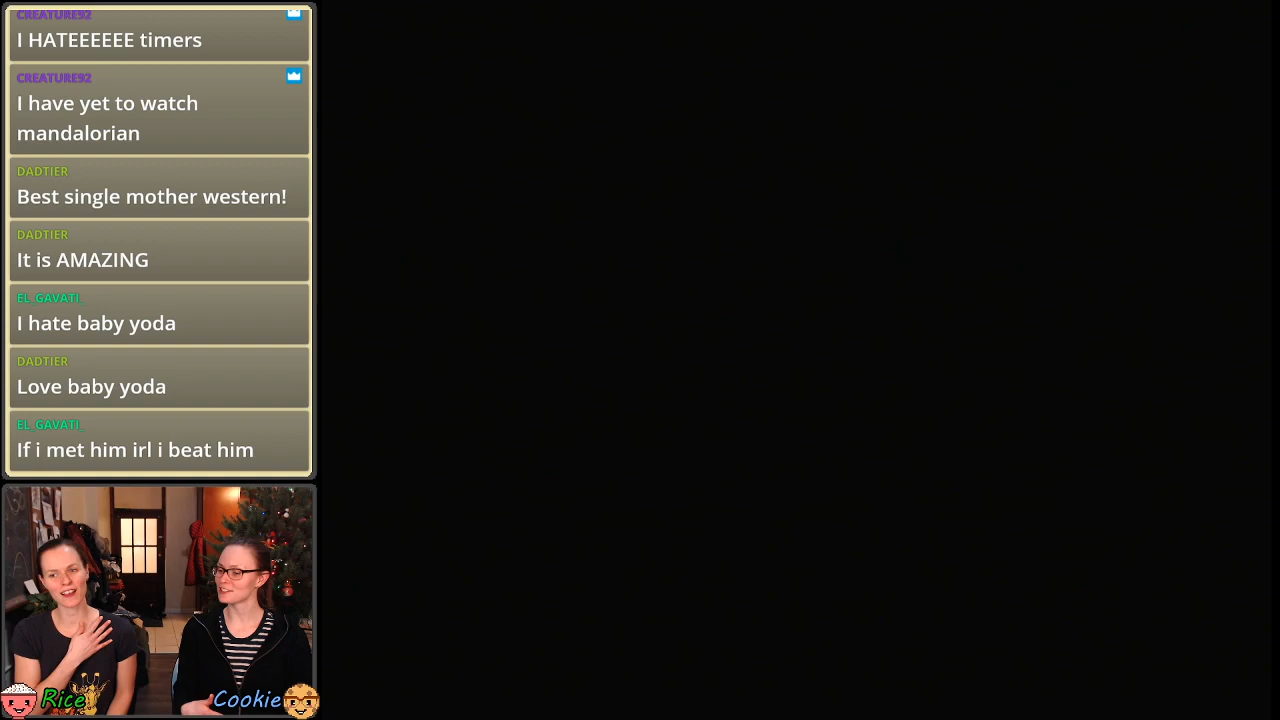 CREATURE92
I HATEEEEEE timers
CREATURE92
I have yet to watch
mandalorian
DADTIER
Best single mother western!
DADTIER
It is AMAZING
EL_GAVATI_
I hate baby yoda
DADTIER
Love baby yoda
EL_GAVATI_
If i met him irl i beat him
Rice
Cookie